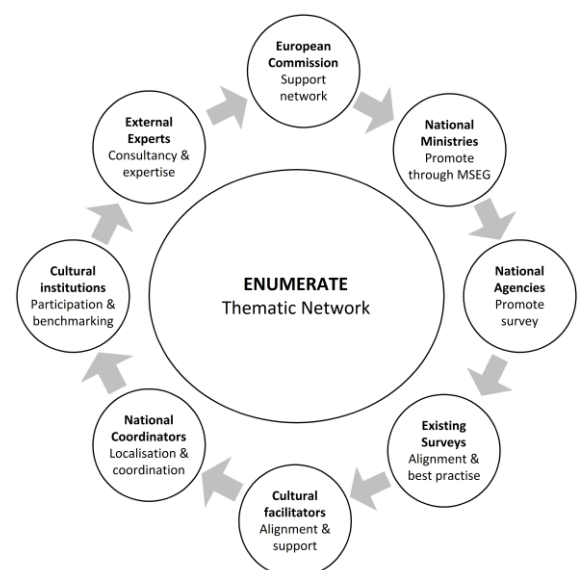 European
Commission
Support
network
National
Ministries
Promote
through MSEG
National
Agencies
Promote
survey
Existing
Surveys
Alignment &
best practise
Cultural
facilitators
Alignment &
support
National
Coordinators
Localisation &
coordination
Cultural
institutions
Participation &
benchmarking
External
Experts
Consultancy &
expertise
ENUMERATE
Thematic Network